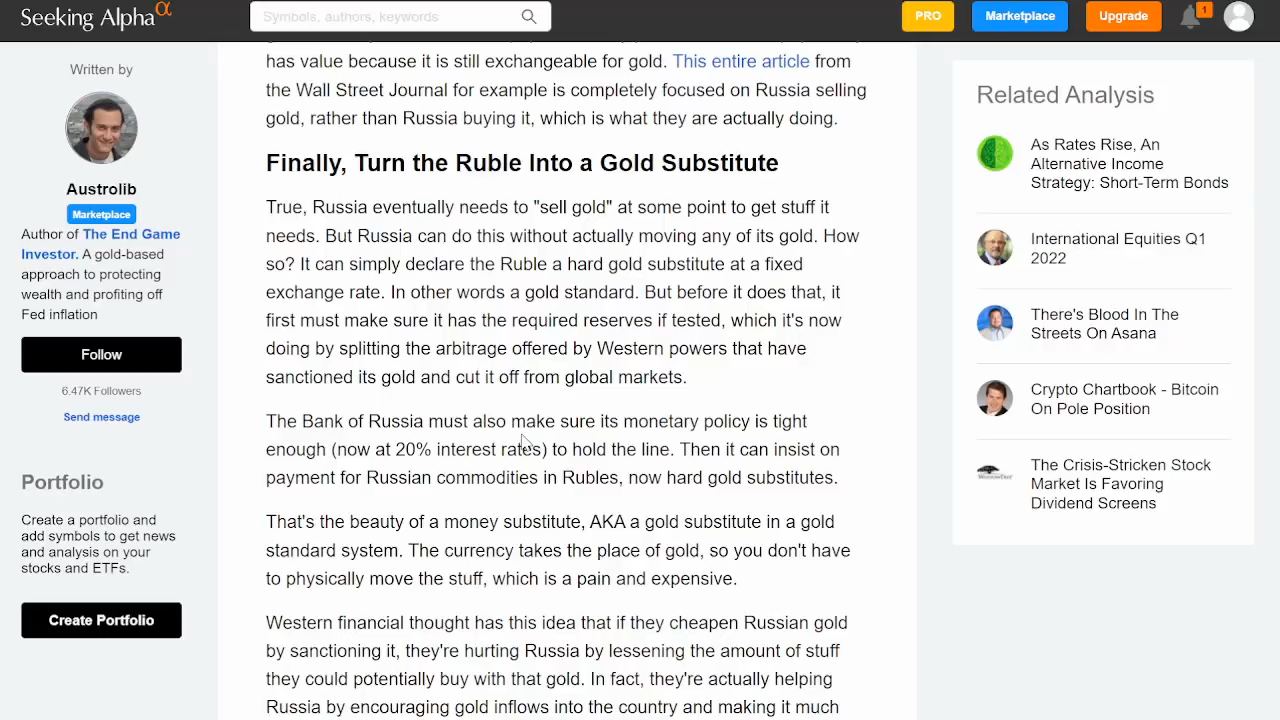 Seeking Alpha α
Symbols, authors, keywords
PRO
Marketplace
Upgrade
1
Written by
Austrolib
Marketplace
Author of The End Game
Investor. A gold-based
approach to protecting
wealth and profiting off
Fed inflation
Follow
6.47K Followers
Send message
Portfolio
Create a portfolio and
add symbols to get news
and analysis on your
stocks and ETFs.
Create Portfolio
has value because it is still exchangeable for gold. This entire article from
the Wall Street Journal for example is completely focused on Russia selling
gold, rather than Russia buying it, which is what they are actually doing.
Finally, Turn the Ruble Into a Gold Substitute
True, Russia eventually needs to "sell gold" at some point to get stuff it
needs. But Russia can do this without actually moving any of its gold. How
so? It can simply declare the Ruble a hard gold substitute at a fixed
exchange rate. In other words a gold standard. But before it does that, it
first must make sure it has the required reserves if tested, which it's now
doing by splitting the arbitrage offered by Western powers that have
sanctioned its gold and cut it off from global markets.
The Bank of Russia must also make sure its monetary policy is tight
enough (now at 20% interest rates) to hold the line. Then it can insist on
payment for Russian commodities in Rubles, now hard gold substitutes.
That's the beauty of a money substitute, AKA a gold substitute in a gold
standard system. The currency takes the place of gold, so you don't have
to physically move the stuff, which is a pain and expensive.
Western financial thought has this idea that if they cheapen Russian gold
by sanctioning it, they're hurting Russia by lessening the amount of stuff
they could potentially buy with that gold. In fact, they're actually helping
Russia by encouraging gold inflows into the country and making it much
Related Analysis
As Rates Rise, An
Alternative Income
Strategy: Short-Term Bonds
International Equities Q1
2022
There's Blood In The
Streets On Asana
Crypto Chartbook - Bitcoin
On Pole Position
The Crisis-Stricken Stock
Market Is Favoring
Dividend Screens